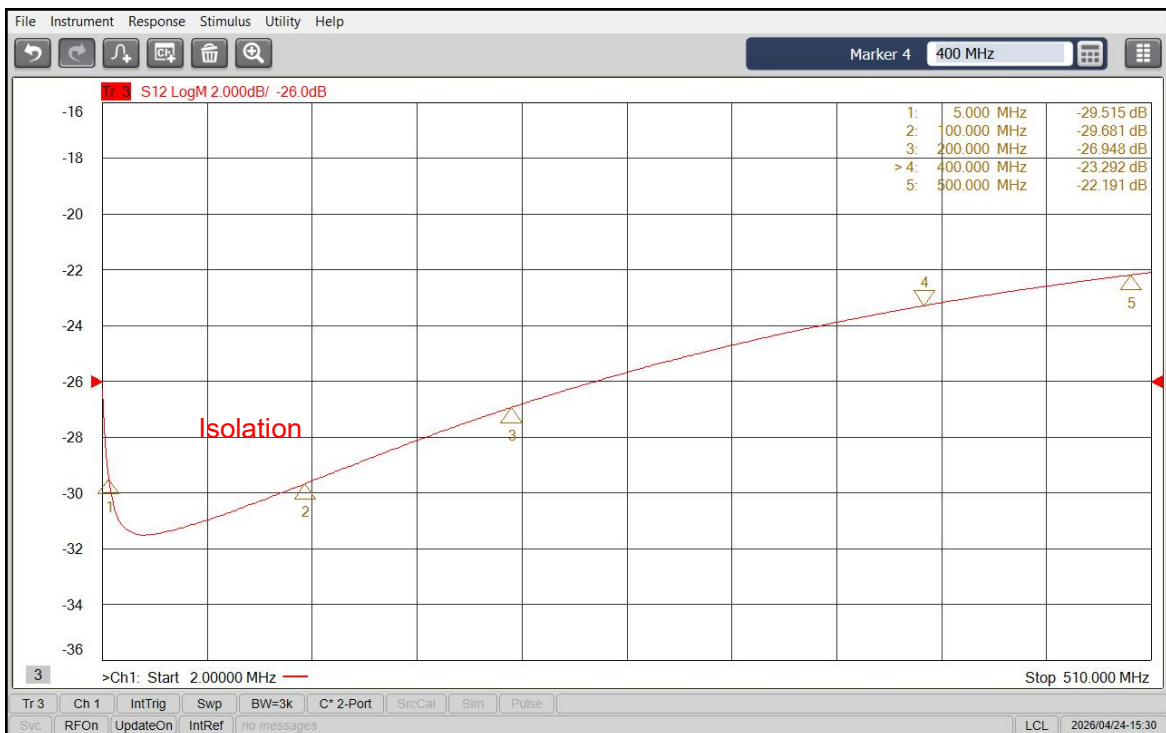 File Instrument Response Stimulus Utility Help
Marker 4 400 MHz
Tr 3 S12 LogM 2.000dB/ -26.0dB
1: 5.000 MHz -29.515 dB
2: 100.000 MHz -29.681 dB
3: 200.000 MHz -26.948 dB
> 4: 400.000 MHz -23.292 dB
5: 500.000 MHz -22.191 dB
-16
-18
-20
-22
-24
-26
-28
-30
-32
-34
-36
4
5
3
Isolation
1
2
3
>Ch1: Start 2.00000 MHz
Stop 510.000 MHz
Tr 3 Ch 1 IntTrig Swp BW=3k C* 2-Port SrcCal Sim Pulse
Svc RFOn UpdateOn IntRef no messages LCL 2026/04/24-15:30